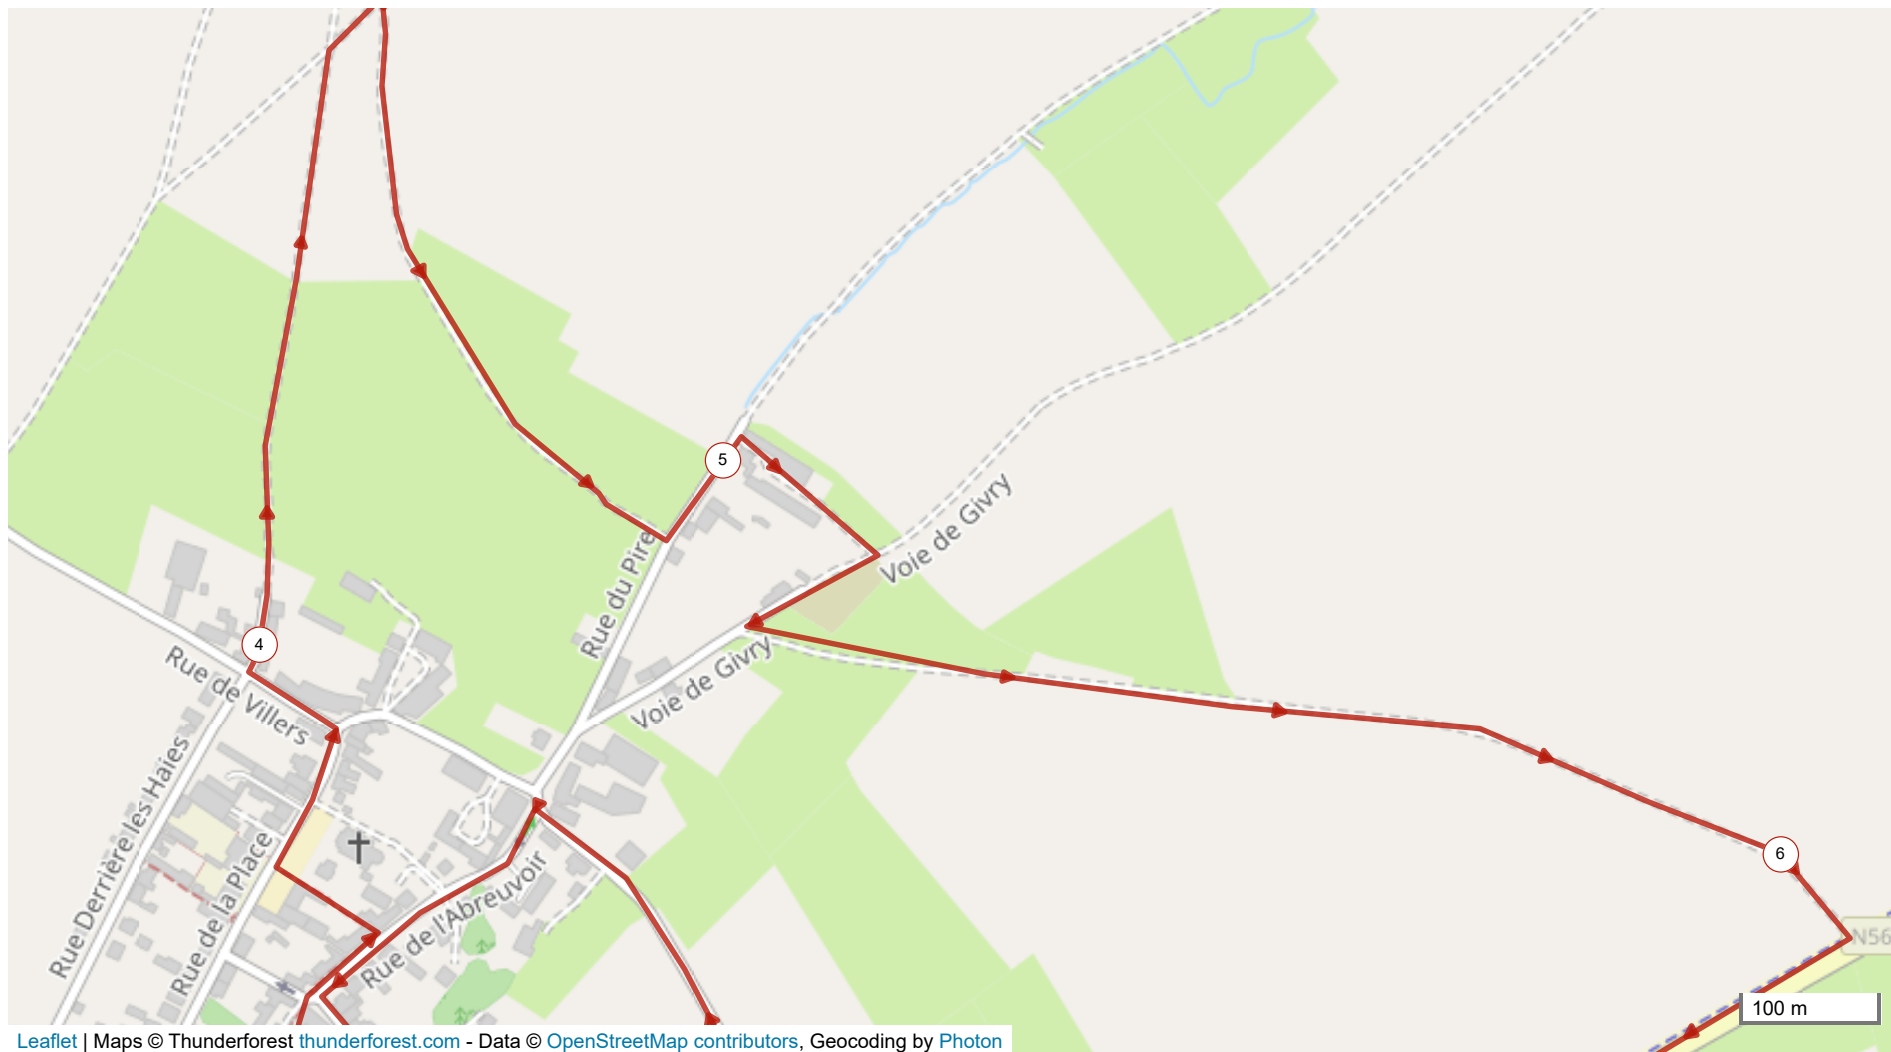 5
Voie de Givry
Rue du Pire
4
Rue de Villers
Voie de Givry
Rue Derrière les Haies
Rue de la Place
Rue de l'Abreuvoir
6
N56
100 m
Leaflet | Maps © Thunderforest thunderforest.com - Data © OpenStreetMap contributors, Geocoding by Photon